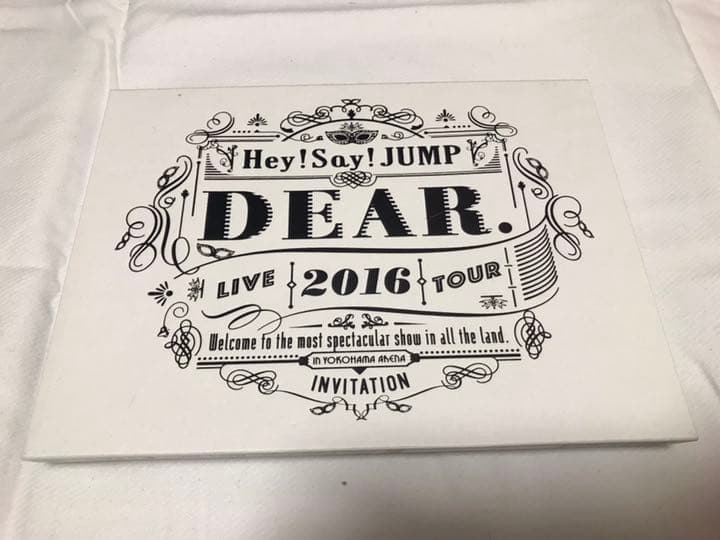 Hey! Say! JUMP
DEAR.
LIVE 2016 TOUR
Welcome fo the most spectacular show in all the land.
IN YOKOHAMA ARENA
INVITATION